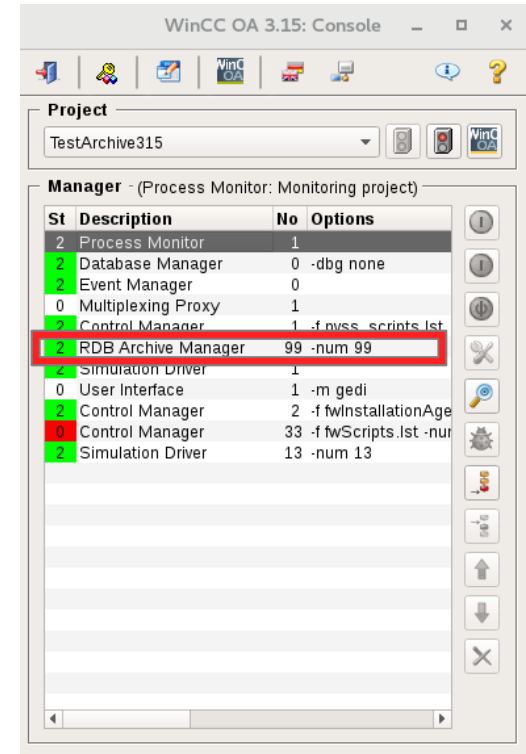 WinCC OA 3.15: Console
WinC OA
Project
TestArchive315
WinC OA
Manager - (Process Monitor: Monitoring project)
St Description No Options
2 Process Monitor 1
2 Database Manager 0 -dbg none
2 Event Manager 0
0 Multiplexing Proxy 1
2 Control Manager 1 -f pvss_scripts.lst
2 RDB Archive Manager 99 -num 99
2 Simulation Driver 1
0 User Interface 1 -m gedi
2 Control Manager 2 -f fwInstallationAge
0 Control Manager 33 -f fwScripts.lst -nur
2 Simulation Driver 13 -num 13